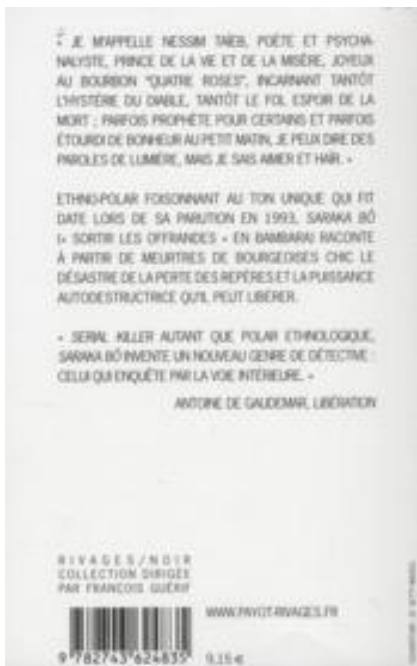 « JE M'APPELLE NESSIM TAÏEB, POÈTE ET PSYCHA-
NALYSTE, PRINCE DE LA VIE ET DE LA MISÈRE, JOYEUX
AU BOURBON "QUATRE ROSES", INCARNANT TANTÔT
L'HYSTÉRIE DU DIABLE, TANTÔT LE FOL ESPOIR DE LA
MORT ; PARFOIS PROPHÈTE POUR CERTAINS ET PARFOIS
ÉTOURDI DE BONHEUR AU PETIT MATIN, JE PEUX DIRE DES
PAROLES DE LUMIÈRE, MAIS JE SAIS AIMER ET HAÏR. »
ETHNO-POLAR FOISONNANT AU TON UNIQUE QUI FIT
DATE LORS DE SA PARUTION EN 1993, SARAKA BÔ
(« SORTIR LES OFFRANDES » EN BAMBARA) RACONTE
À PARTIR DE MEURTRES DE BOURGEOISES CHIC LE
DÉSASTRE DE LA PERTE DES REPÈRES ET LA PUISSANCE
AUTODESTRUCTRICE QU'IL PEUT LIBÉRER.
« SERIAL KILLER AUTANT QUE POLAR ETHNOLOGIQUE,
SARAKA BÔ INVENTE UN NOUVEAU GENRE DE DÉTECTIVE :
CELUI QUI ENQUÊTE PAR LA VOIE INTÉRIEURE. »
ANTOINE DE GAUDEMAR, LIBÉRATION
RIVAGES/NOIR
COLLECTION DIRIGÉE
PAR FRANÇOIS GUÉRIF
WWW.PAYOT-RIVAGES.FR
9 782743 624835
9,15 €